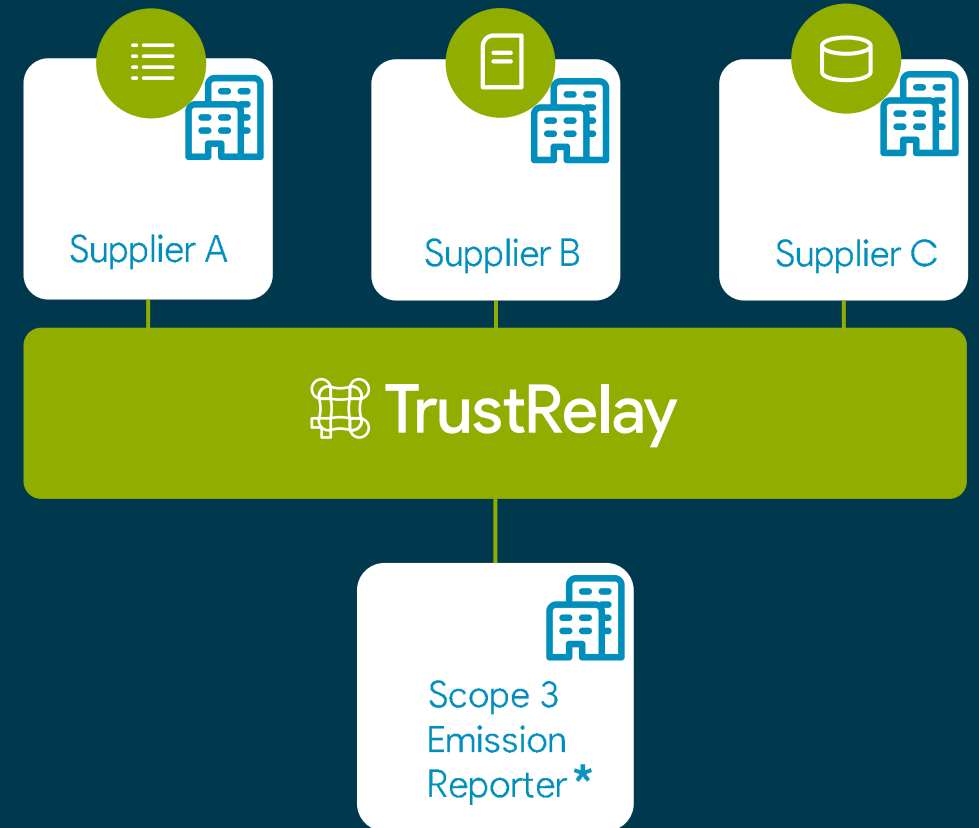 Supplier A
Supplier B
Supplier C
TrustRelay
Scope 3
Emission
Reporter*